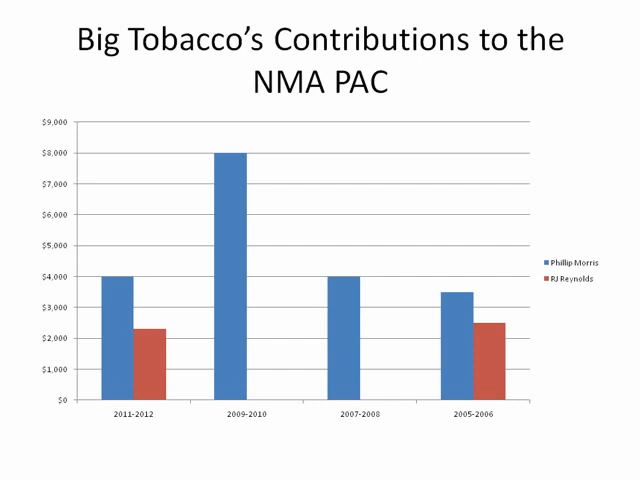 Big Tobacco's Contributions to the
NMA PAC
$9,000
$8,000
$7,000
$6,000
$5,000
$4,000
$3,000
$2,000
$1,000
$0
2011-2012 2009-2010 2007-2008 2005-2006
Phillip Morris
RJ Reynolds